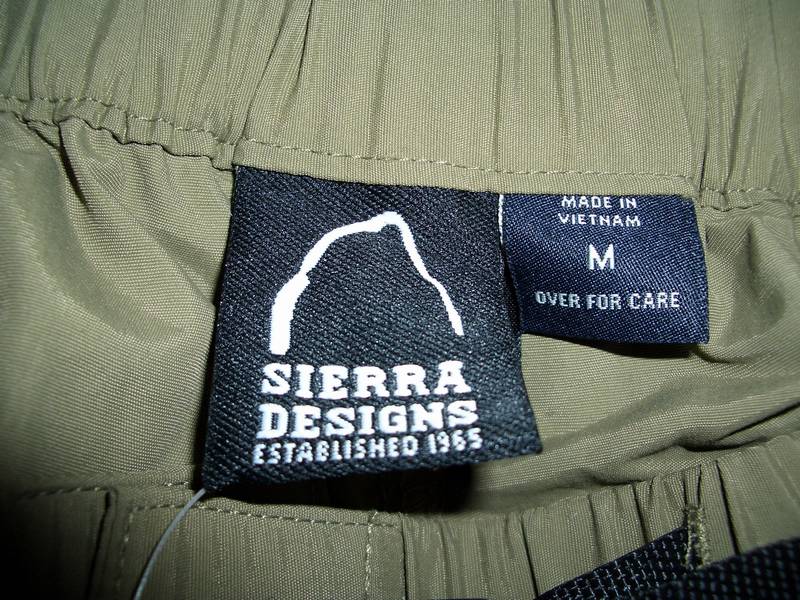 SIERRA
DESIGNS
ESTABLISHED 1965
MADE IN
VIETNAM
M
OVER FOR CARE